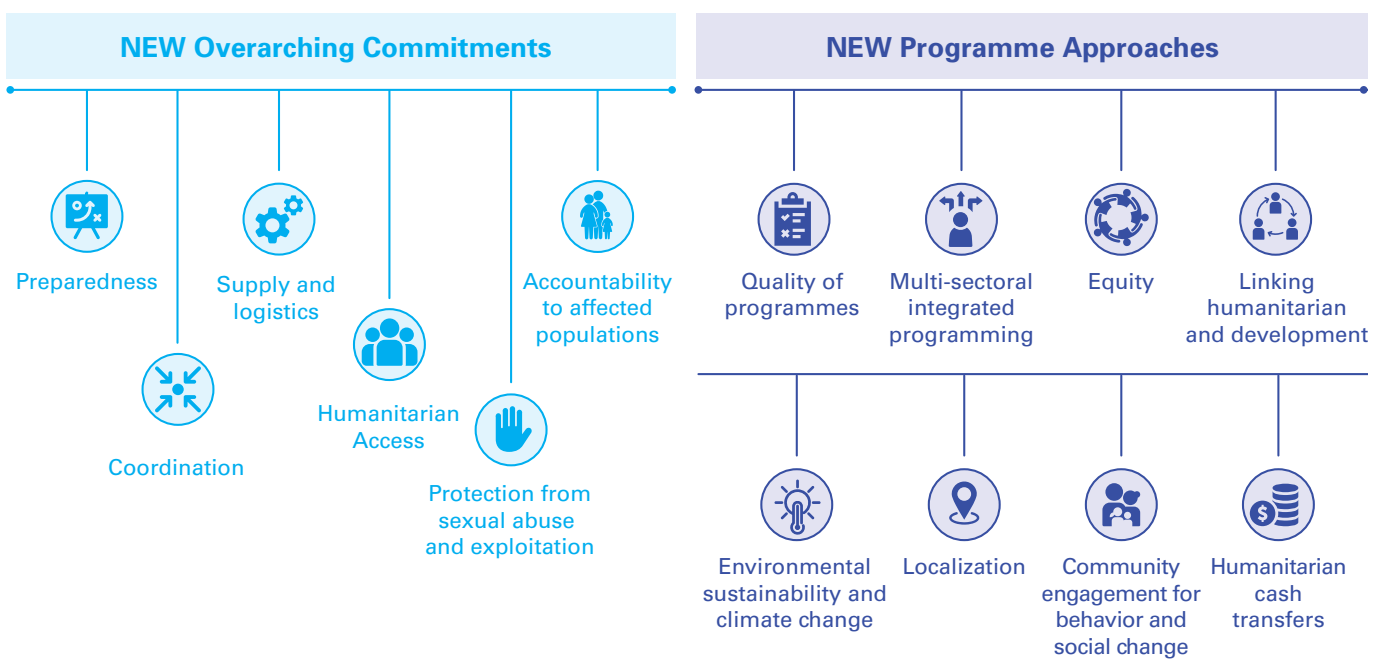 NEW Overarching Commitments
Preparedness
Coordination
Supply and
logistics
Humanitarian
Access
Protection from
sexual abuse
and exploitation
Accountability
to affected
populations
NEW Programme Approaches
Quality of
programmes
Multi-sectoral
integrated
programming
Equity
Linking
humanitarian
and development
Environmental
sustainability and
climate change
Localization
Community
engagement for
behavior and
social change
$
Humanitarian
cash
transfers